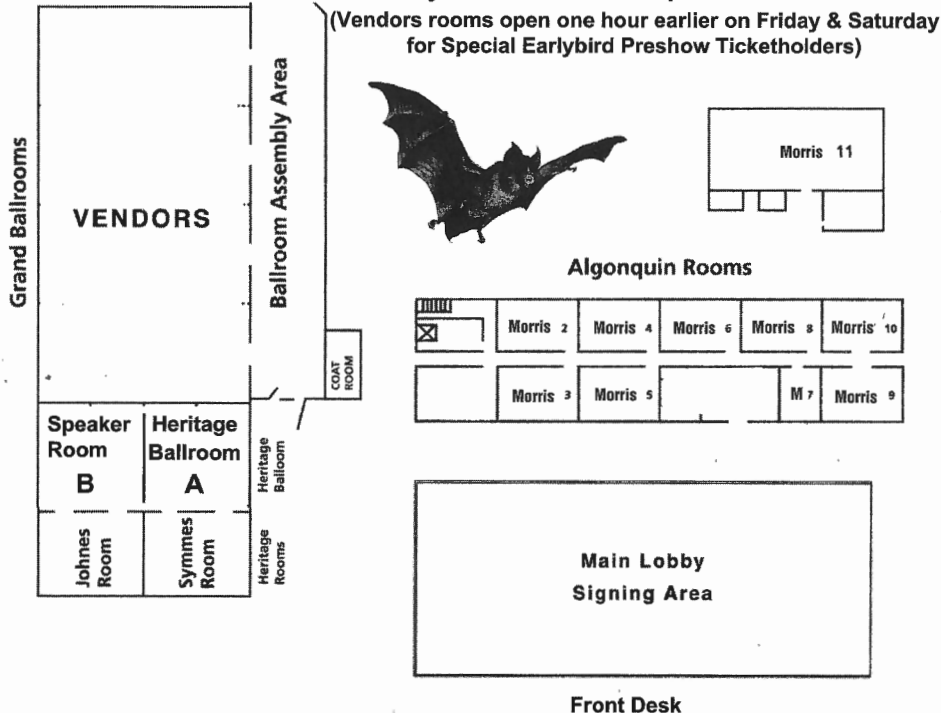 (Vendors rooms open one hour earlier on Friday & Saturday
for Special Earlybird Preshow Ticketholders)
Grand Ballrooms
VENDORS
Ballroom Assembly Area
COAT
ROOM
Speaker
Room
B
Heritage
Ballroom
A
Heritage
Balloom
Johnes
Room
Symmes
Room
Heritage
Rooms
Morris 11
Algonquin Rooms
Morris 2
Morris 4
Morris 6
Morris 8
Morris 10
Morris 3
Morris 5
M 7
Morris 9
Main Lobby
Signing Area
Front Desk